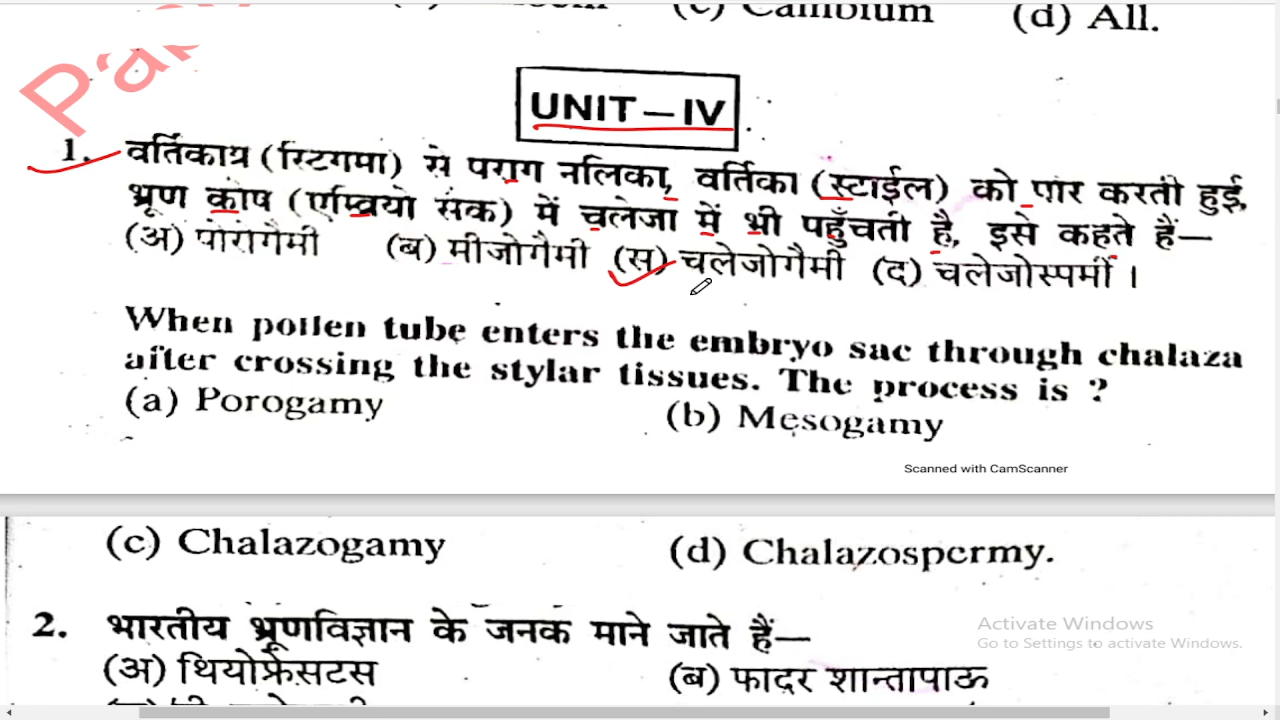 (c) Cambium (d) All.
Par
UNIT – IV
1. वर्तिकाग्र (स्टिगमा) से पराग नलिका, वर्तिका (स्टाईल) को पार करती हुई,
भ्रूण कोष (एम्ब्रियो सैक) में चलेजा में भी पहुँचती है, इसे कहते हैं—
(अ) पोरोगैमी (ब) मीजोगैमी (स) चलेजोगैमी (द) चलेजोस्पर्मी ।
When pollen tube enters the embryo sac through chalaza
after crossing the stylar tissues. The process is ?
(a) Porogamy (b) Mesogamy
Scanned with CamScanner
(c) Chalazogamy (d) Chalazospermy.
2. भारतीय भ्रूणविज्ञान के जनक माने जाते हैं—
Activate Windows
Go to Settings to activate Windows.
(अ) थियोफ्रेसटस (ब) फादर शान्तापाऊ